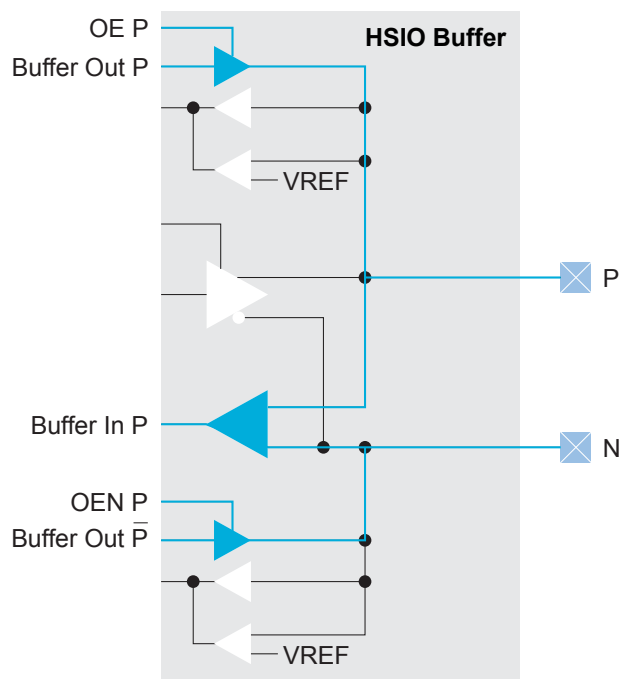 OE P
HSIO Buffer
Buffer Out P
VREF
P
Buffer In P
N
OEN P
Buffer Out P̅
VREF